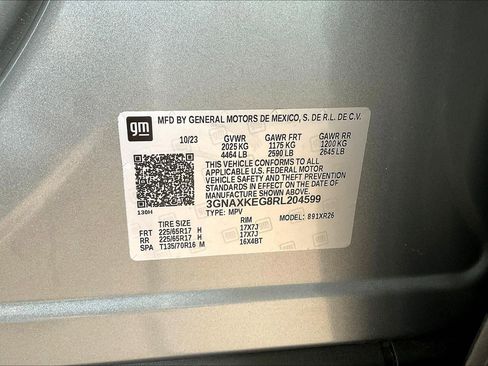 gm
MFD BY GENERAL MOTORS DE MEXICO, S. DE R.L. DE C.V.
10/23 GVWR GAWR FRT GAWR RR
2025 KG 1175 KG 1200 KG
4464 LB 2590 LB 2645 LB
THIS VEHICLE CONFORMS TO ALL
APPLICABLE U.S. FEDERAL MOTOR
VEHICLE SAFETY STANDARDS IN
EFFECT ON THE DATE OF
MANUFACTURE SHOWN ABOVE.
3GNAXKEG8RL204599
TYPE: MPV MODEL: 891XR26
130H
TIRE SIZE RIM
FRT 225/65R17 H 17X7J
RR 225/65R17 H 17X7J
SPA T135/70R16 M 16X4BT